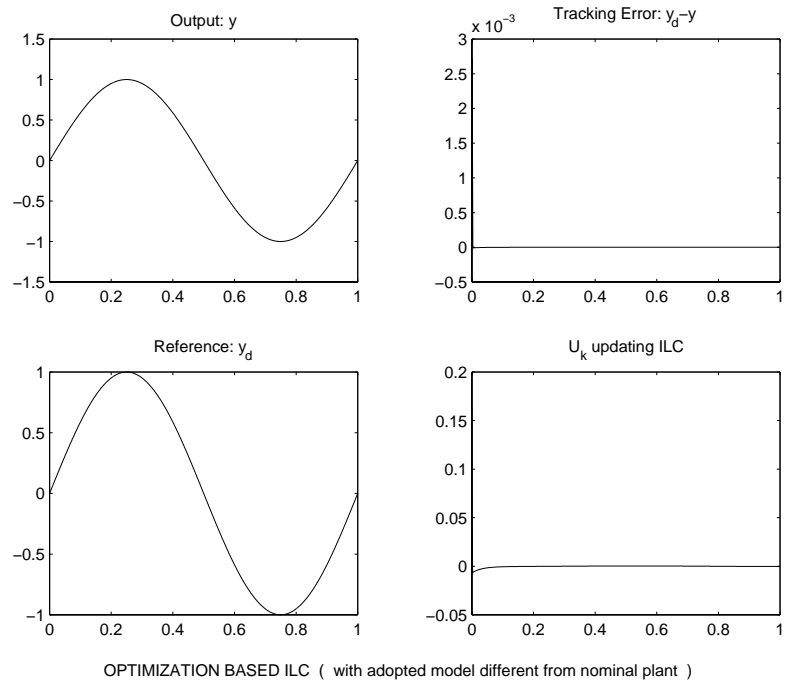 Output: y
1.5
1
0.5
0
−0.5
−1
−1.5
0 0.2 0.4 0.6 0.8 1
Tracking Error: y_d−y
x 10^−3
3
2.5
2
1.5
1
0.5
0
−0.5
0 0.2 0.4 0.6 0.8 1
Reference: y_d
1
0.5
0
−0.5
−1
0 0.2 0.4 0.6 0.8 1
U_k updating ILC
0.2
0.15
0.1
0.05
0
−0.05
0 0.2 0.4 0.6 0.8 1
OPTIMIZATION BASED ILC ( with adopted model different from nominal plant )